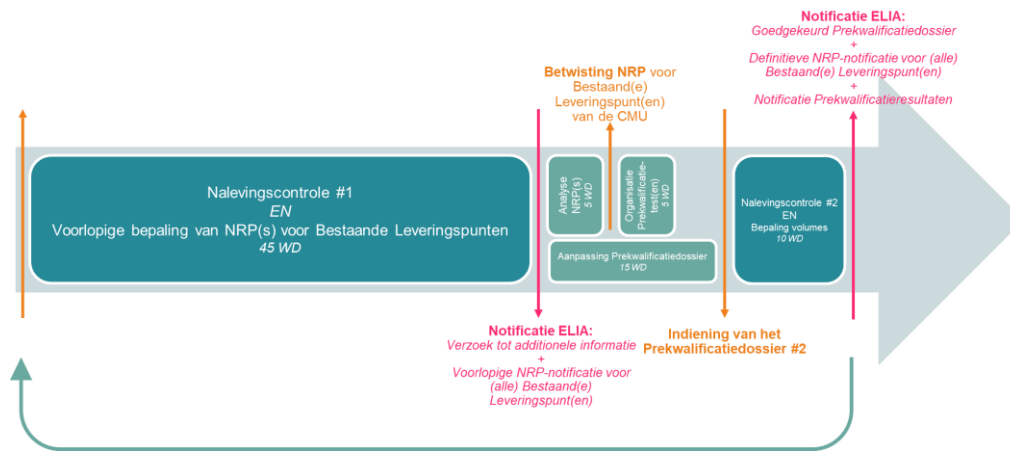 Notificatie ELIA:
Goedgekeurd Prekwalificatiedossier
+
Definitieve NRP-notificatie voor (alle)
Bestaand(e) Leveringspunt(en)
+
Notificatie Prekwalificatieresultaten
Betwisting NRP voor
Bestaand(e)
Leveringspunt(en)
van de CMU
Nalevingscontrole #1
EN
Voorlopige bepaling van NRP(s) voor Bestaande Leveringspunten
45 WD
Analyse
NRP(s)
5 WD
Organisatie
Prekwalificatie-
test(en)
5 WD
Aanpassing Prekwalificatiedossier
15 WD
Nalevingscontrole #2
EN
Bepaling volumes
10 WD
Notificatie ELIA:
Verzoek tot additionele informatie
+
Voorlopige NRP-notificatie voor
(alle) Bestaand(e)
Leveringspunt(en)
Indiening van het
Prekwalificatiedossier #2